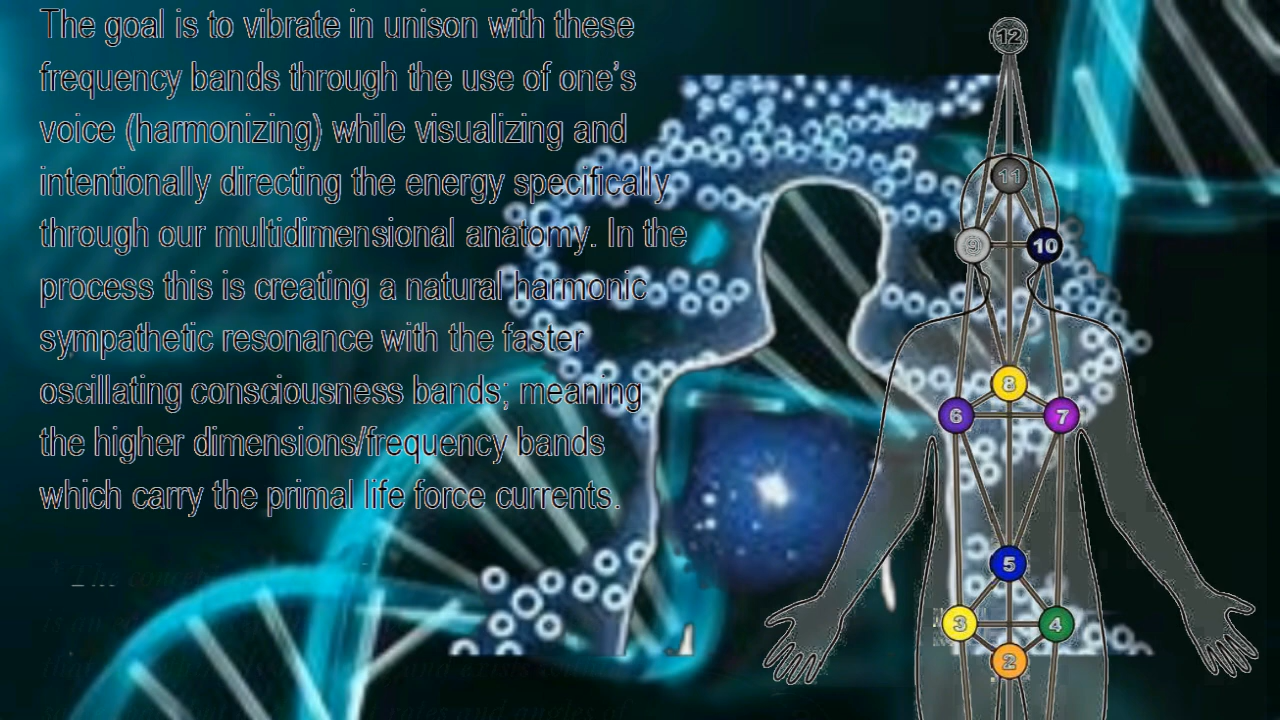 The goal is to vibrate in unison with these
frequency bands through the use of one's
voice (harmonizing) while visualizing and
intentionally directing the energy specifically
through our multidimensional anatomy. In the
process this is creating a natural harmonic
sympathetic resonance with the faster
oscillating consciousness bands; meaning
the higher dimensions/frequency bands
which carry the primal life force currents.
12
11
9 10
8
6 7
5
3 4
2